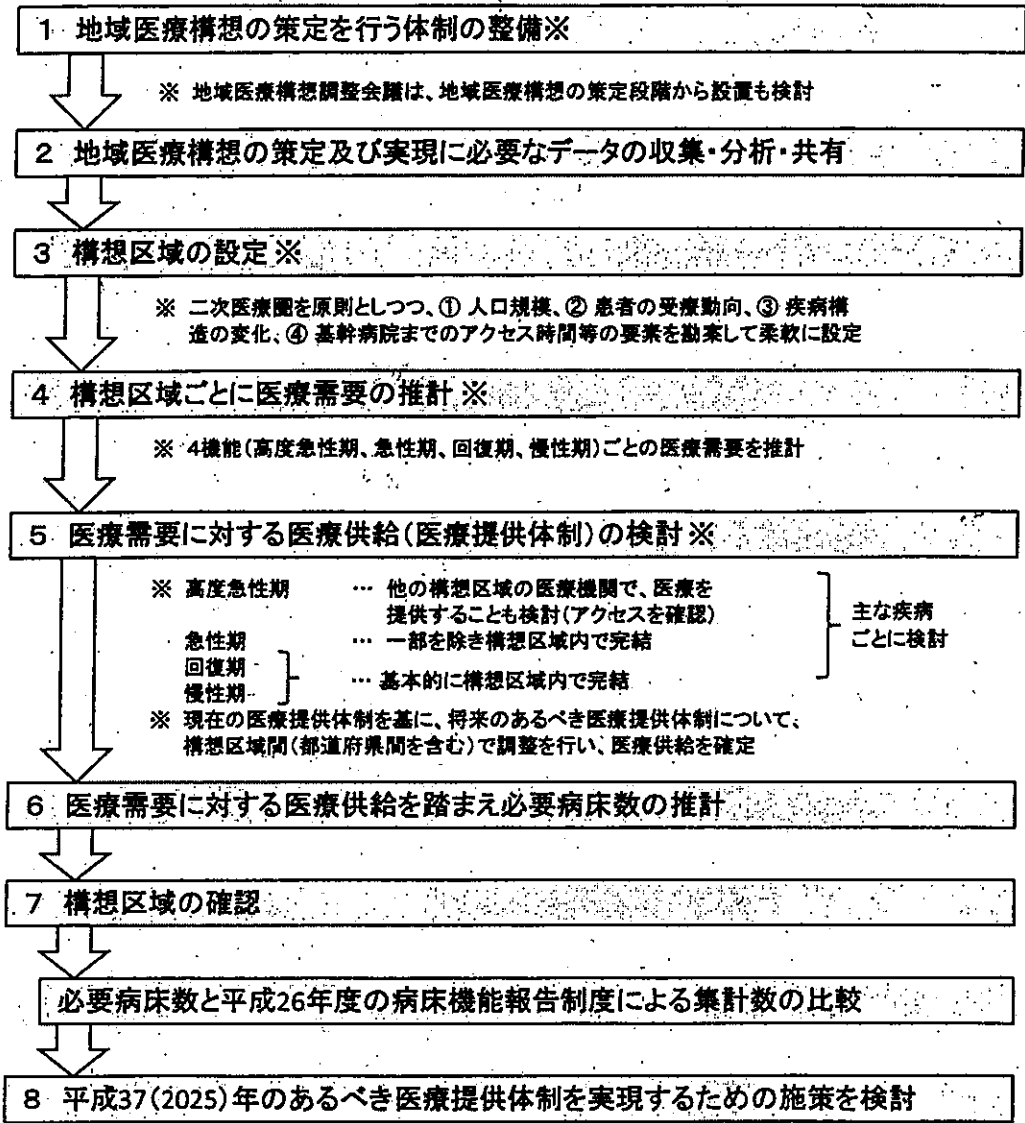 1 地域医療構想の策定を行う体制の整備※
※ 地域医療構想調整会議は、地域医療構想の策定段階から設置も検討
2 地域医療構想の策定及び実現に必要なデータの収集・分析・共有
3 構想区域の設定※
※ 二次医療圏を原則としつつ、① 人口規模、② 患者の受療動向、③ 疾病構
造の変化、④ 基幹病院までのアクセス時間等の要素を勘案して柔軟に設定
4 構想区域ごとに医療需要の推計※
※ 4機能(高度急性期、急性期、回復期、慢性期)ごとの医療需要を推計
5 医療需要に対する医療供給(医療提供体制)の検討※
※ 高度急性期 … 他の構想区域の医療機関で、医療を
提供することも検討(アクセスを確認)
急性期 … 一部を除き構想区域内で完結
回復期
慢性期 … 基本的に構想区域内で完結
主な疾病
ごとに検討
※ 現在の医療提供体制を基に、将来のあるべき医療提供体制について、
構想区域間(都道府県間を含む)で調整を行い、医療供給を確定
6 医療需要に対する医療供給を踏まえ必要病床数の推計
7 構想区域の確認
必要病床数と平成26年度の病床機能報告制度による集計数の比較
8 平成37(2025)年のあるべき医療提供体制を実現するための施策を検討